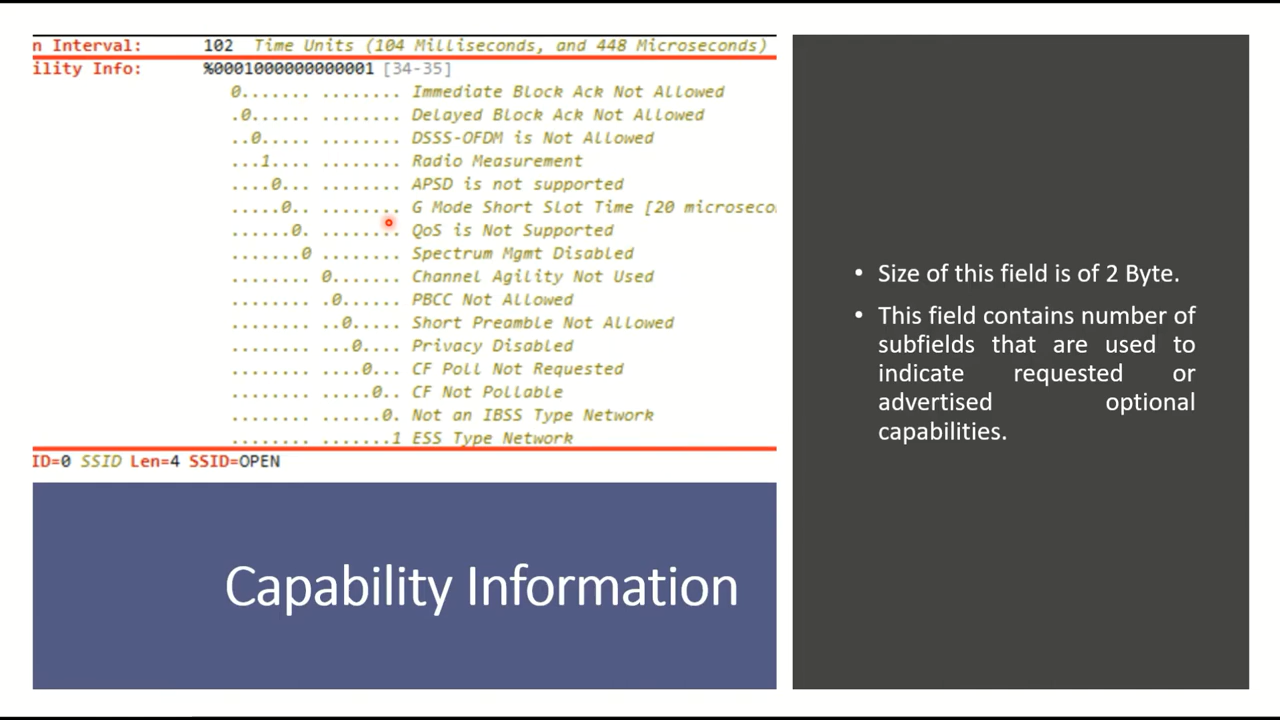 n Interval: 102 Time Units (104 Milliseconds, and 448 Microseconds)
ility Info: %0001000000000001 [34-35]
0....... ........ Immediate Block Ack Not Allowed
.0...... ........ Delayed Block Ack Not Allowed
..0..... ........ DSSS-OFDM is Not Allowed
...1.... ........ Radio Measurement
....0... ........ APSD is not supported
.....0.. ........ G Mode Short Slot Time [20 microseco
......0. ........ QoS is Not Supported
.......0 ........ Spectrum Mgmt Disabled
........ 0....... Channel Agility Not Used
........ .0...... PBCC Not Allowed
........ ..0..... Short Preamble Not Allowed
........ ...0.... Privacy Disabled
........ ....0... CF Poll Not Requested
........ .....0.. CF Not Pollable
........ ......0. Not an IBSS Type Network
........ .......1 ESS Type Network
ID=0 SSID Len=4 SSID=OPEN
Capability Information
• Size of this field is of 2 Byte.
• This field contains number of
subfields that are used to
indicate requested or
advertised optional
capabilities.